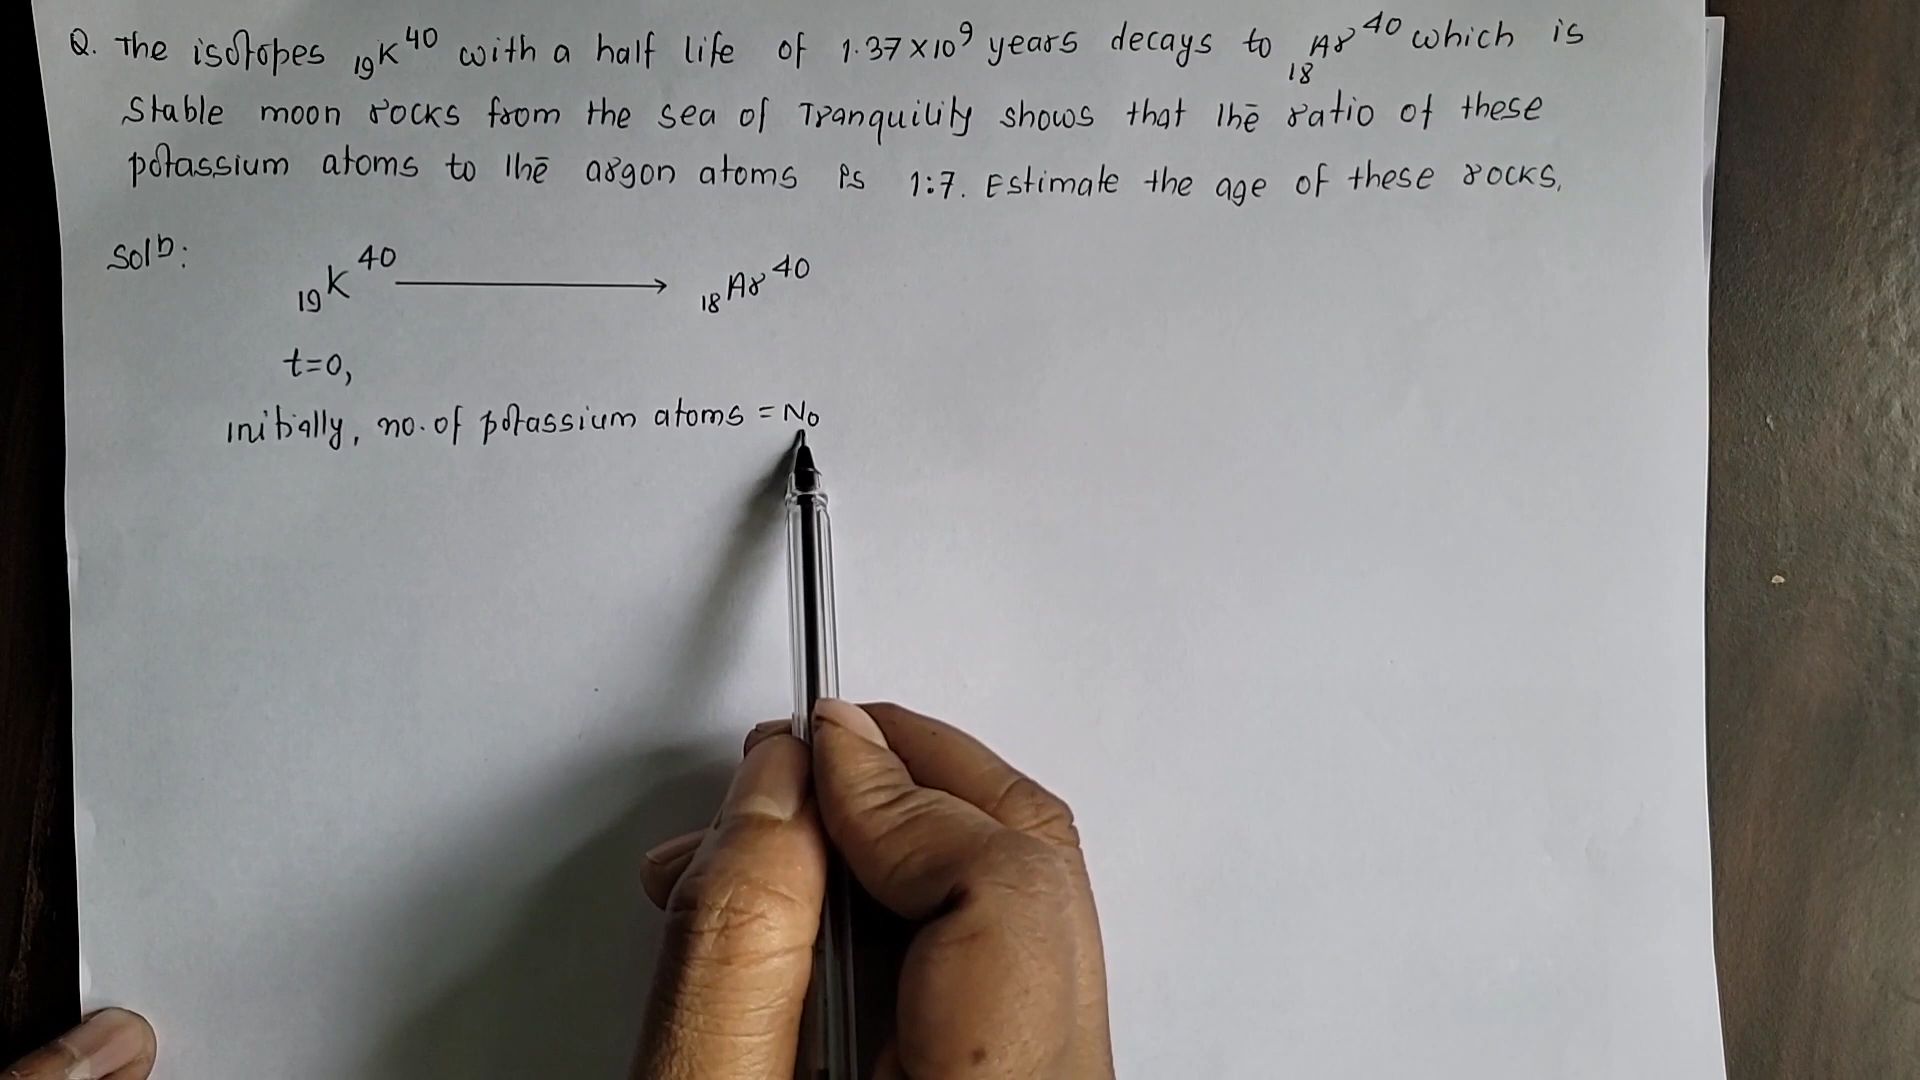 Q. The isotopes ₁₉K⁴⁰ with a half life of 1.37×10⁹ years decays to ₁₈Ar⁴⁰ which is
stable moon rocks from the sea of Tranquility shows that the ratio of these
potassium atoms to the argon atoms is 1:7. Estimate the age of these rocks.
Solⁿ:
₁₉K⁴⁰ ⟶ ₁₈Ar⁴⁰
t=0,
initially, no. of potassium atoms = N₀